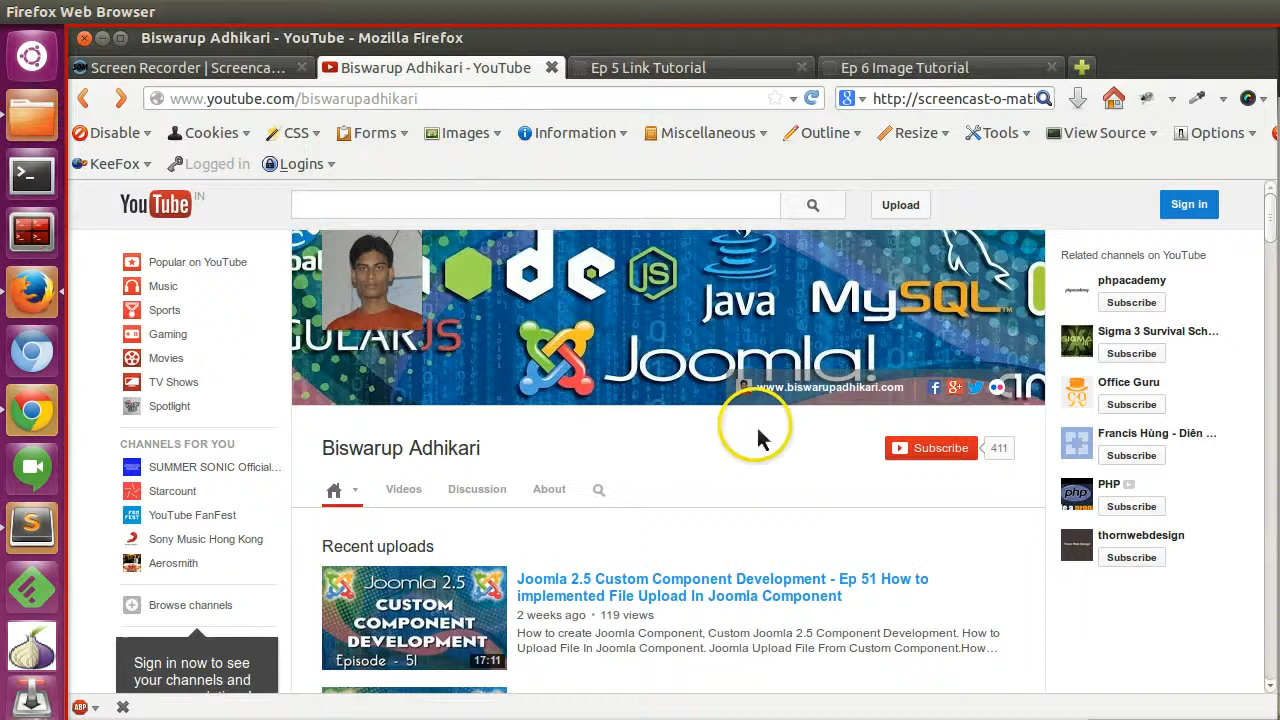 Firefox Web Browser
Biswarup Adhikari - YouTube - Mozilla Firefox
Screen Recorder | Screenca...
Biswarup Adhikari - YouTube
Ep 5 Link Tutorial
Ep 6 Image Tutorial
www.youtube.com/biswarupadhikari
http://screencast-o-mati
Disable
Cookies
CSS
Forms
Images
Information
Miscellaneous
Outline
Resize
Tools
View Source
Options
KeeFox
Logged in
Logins
YouTube IN
Upload
Sign in
Popular on YouTube
Music
Sports
Gaming
Movies
TV Shows
Spotlight
CHANNELS FOR YOU
SUMMER SONIC Official...
Starcount
YouTube FanFest
Sony Music Hong Kong
Aerosmith
Browse channels
Sign in now to see
your channels and
JS
Java
MySQL
GULARJS
Joomla!
www.biswarupadhikari.com
Biswarup Adhikari
Subscribe
411
Videos
Discussion
About
Recent uploads
Joomla 2.5
CUSTOM
COMPONENT
DEVELOPMENT
Episode - 51
17:11
Joomla 2.5 Custom Component Development - Ep 51 How to
implemented File Upload In Joomla Component
2 weeks ago • 119 views
How to create Joomla Component, Custom Joomla 2.5 Component Development. How to
Upload File In Joomla Component. Joomla Upload File From Custom Component.How...
Related channels on YouTube
phpacademy
Subscribe
Sigma 3 Survival Sch...
Subscribe
Office Guru
Subscribe
Francis Hùng - Diên ...
Subscribe
PHP
Subscribe
thornwebdesign
Subscribe
ABP